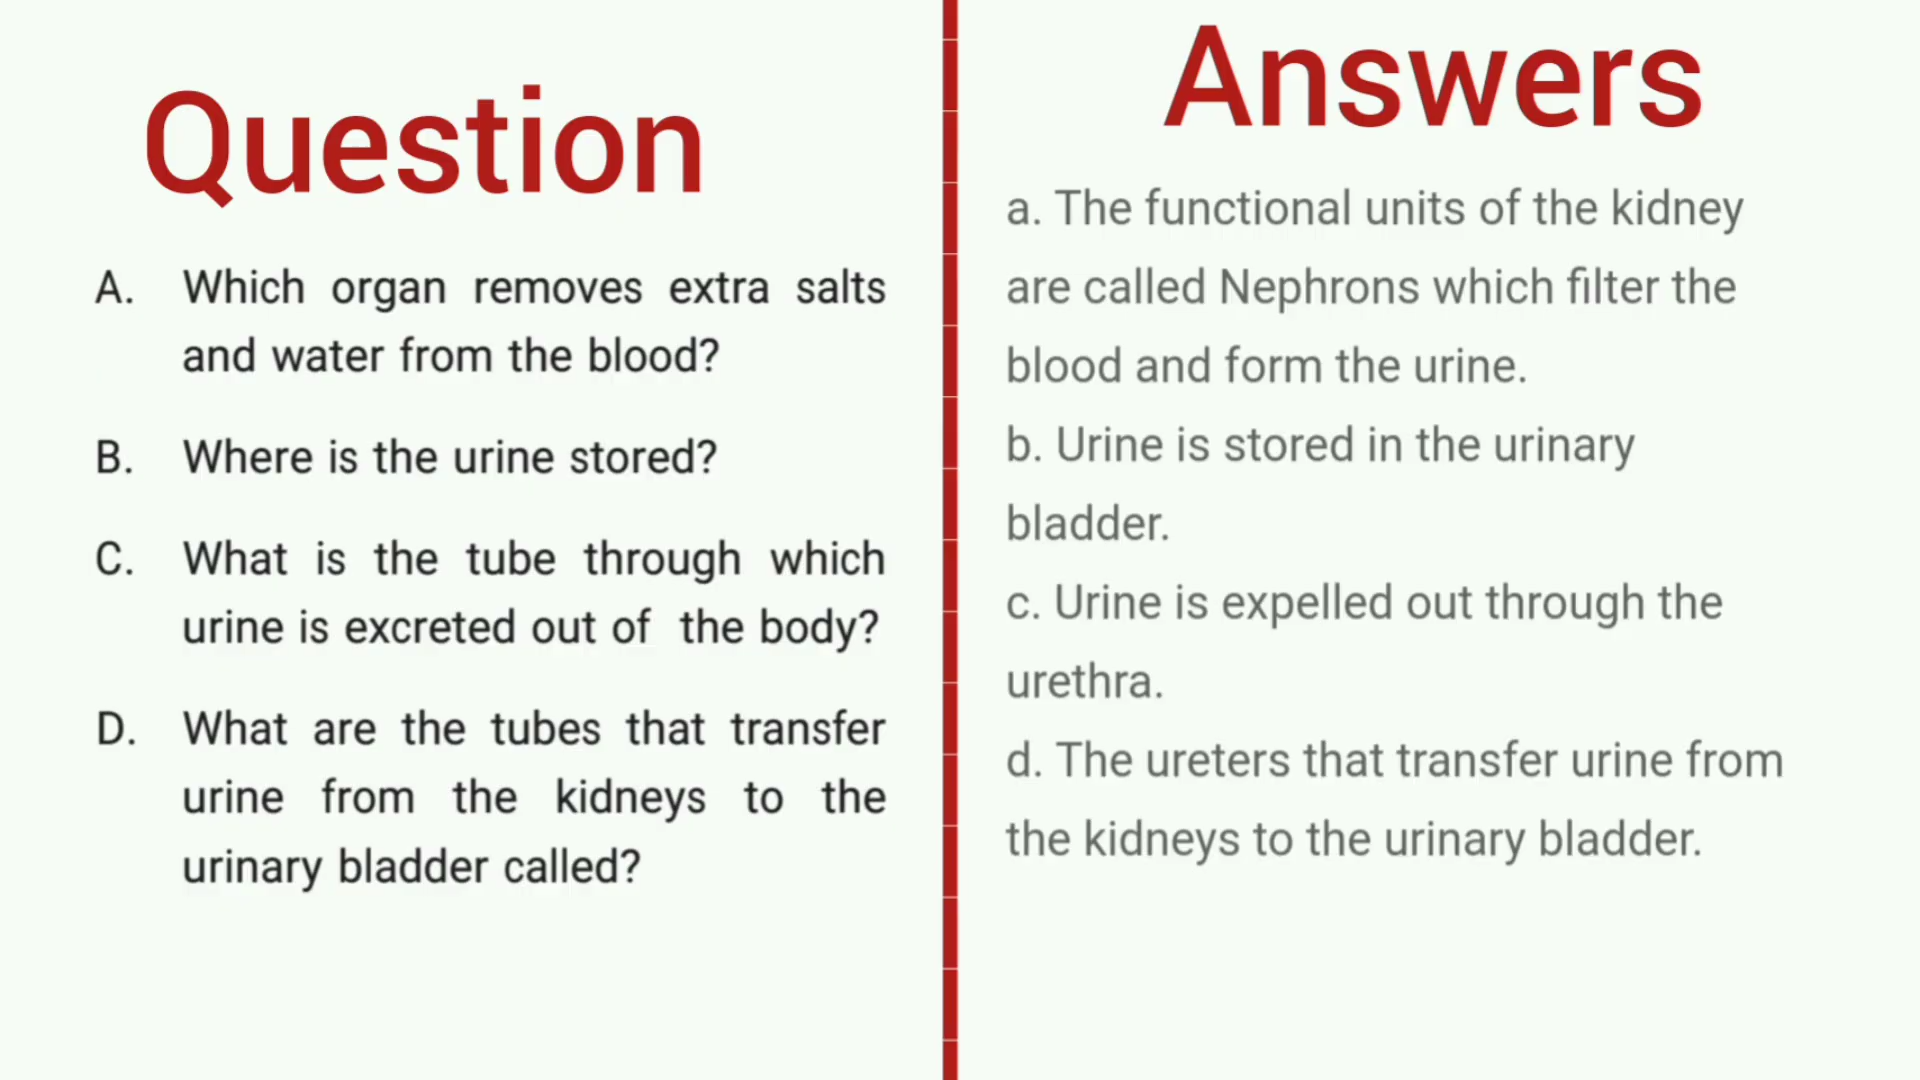 Question
A. Which organ removes extra salts
and water from the blood?
B. Where is the urine stored?
C. What is the tube through which
urine is excreted out of the body?
D. What are the tubes that transfer
urine from the kidneys to the
urinary bladder called?
Answers
a. The functional units of the kidney
are called Nephrons which filter the
blood and form the urine.
b. Urine is stored in the urinary
bladder.
c. Urine is expelled out through the
urethra.
d. The ureters that transfer urine from
the kidneys to the urinary bladder.